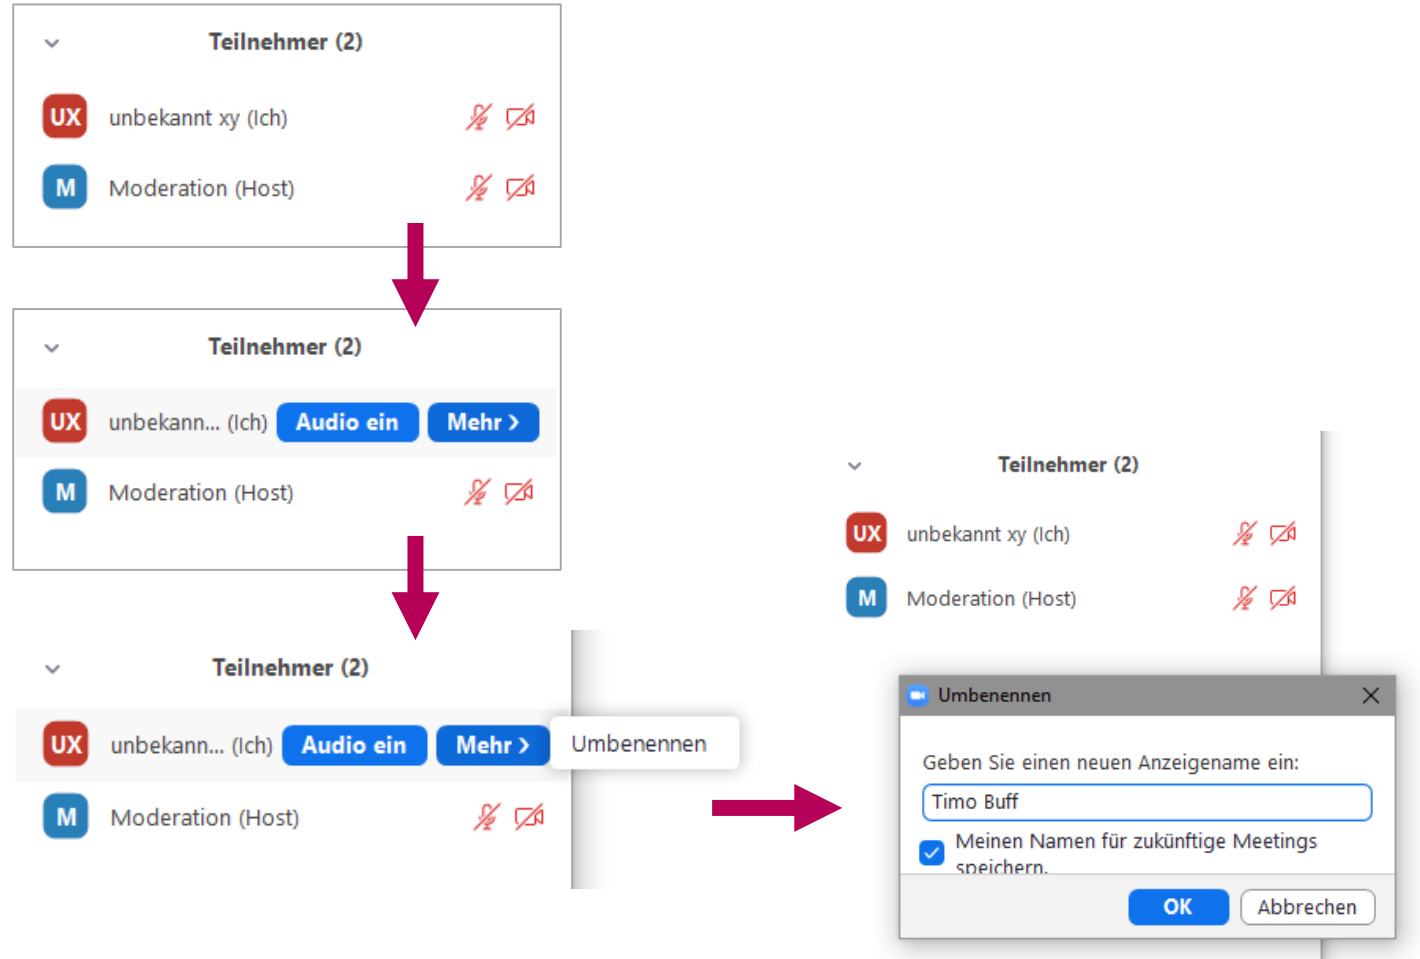 Teilnehmer (2)
UX unbekannt xy (Ich)
M Moderation (Host)
Teilnehmer (2)
UX unbekann... (Ich) Audio ein Mehr >
M Moderation (Host)
Teilnehmer (2)
UX unbekann... (Ich) Audio ein Mehr > Umbenennen
M Moderation (Host)
Teilnehmer (2)
UX unbekannt xy (Ich)
M Moderation (Host)
Umbenennen
Geben Sie einen neuen Anzeigename ein:
Timo Buff
Meinen Namen für zukünftige Meetings
speichern.
OK Abbrechen